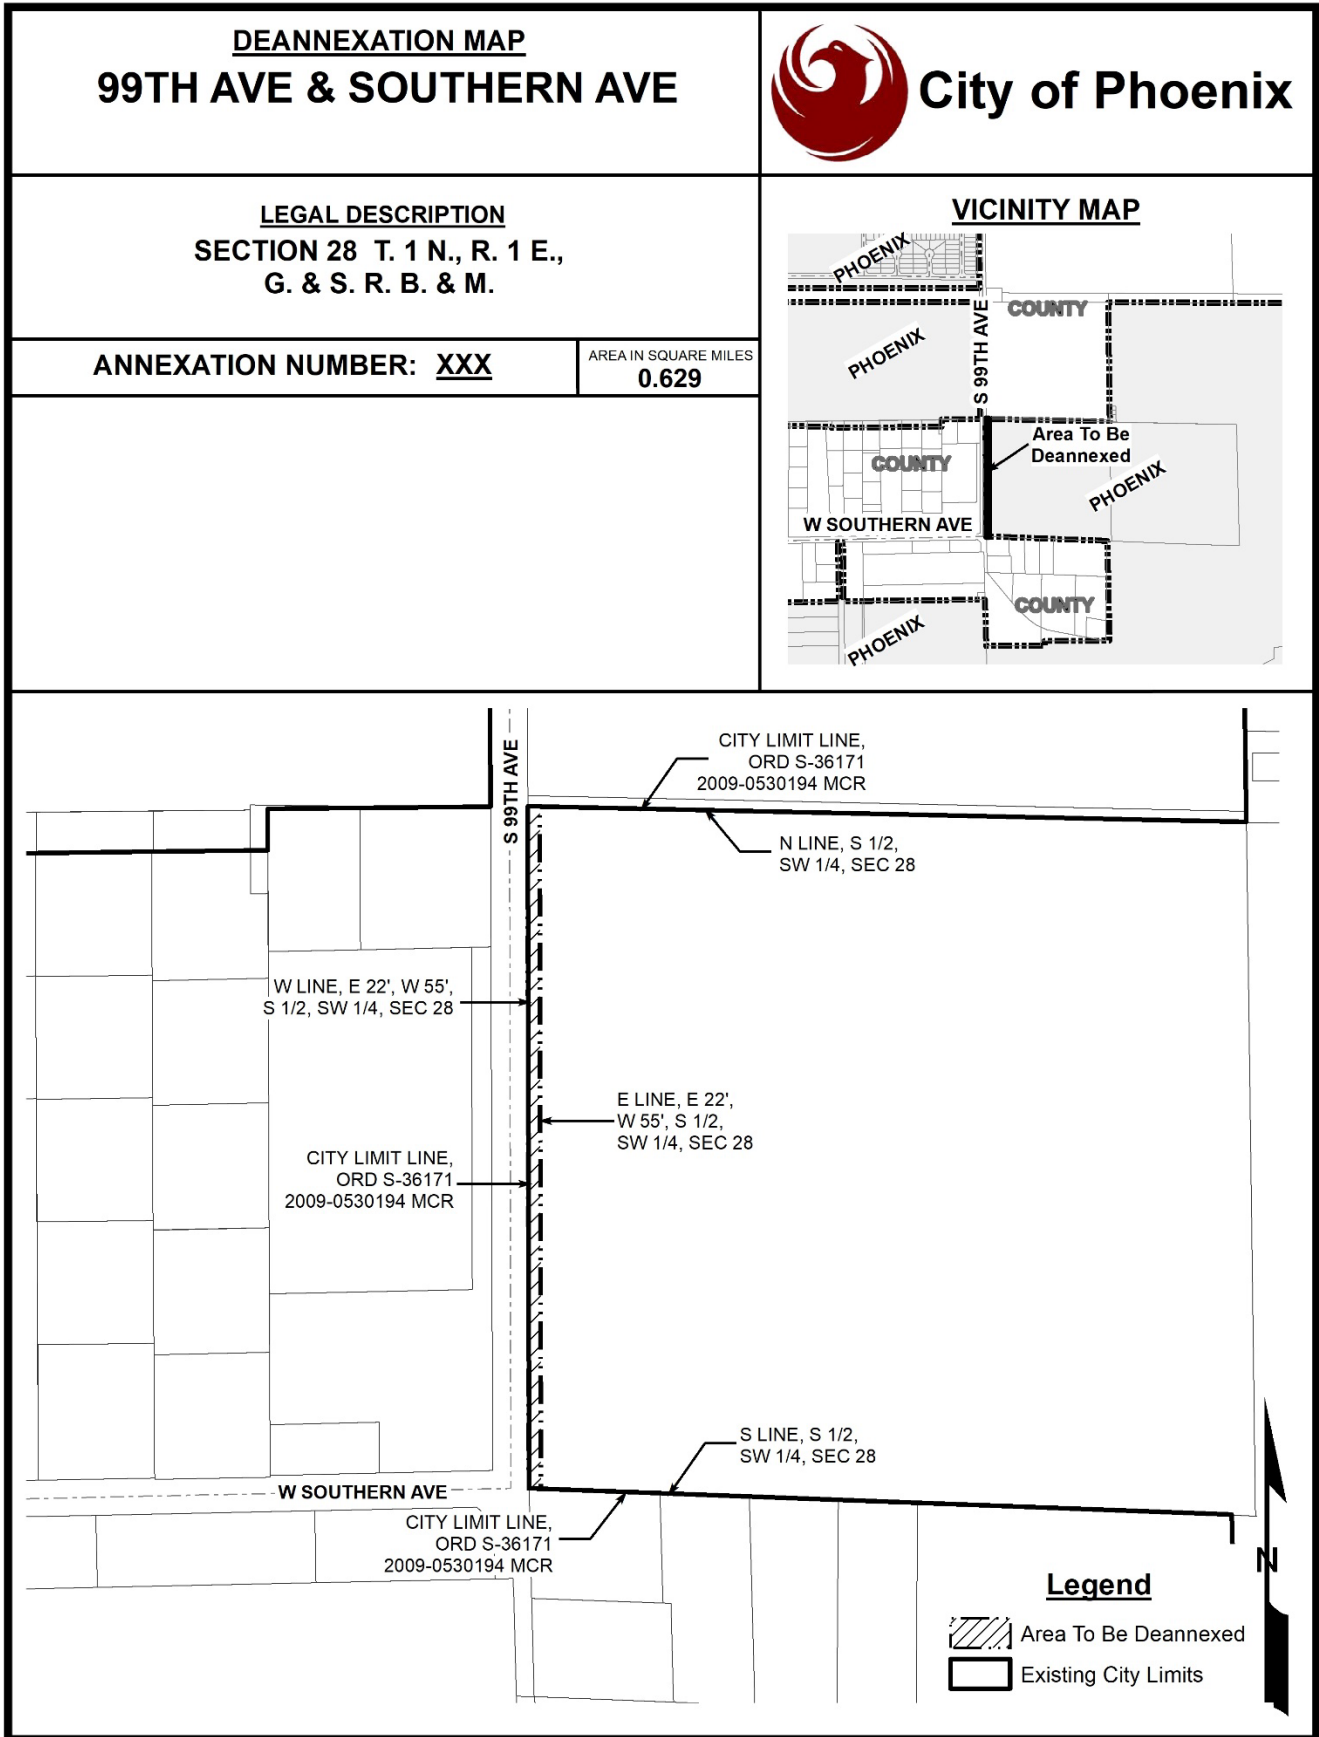 DEANNEXATION MAP
99TH AVE & SOUTHERN AVE
City of Phoenix
LEGAL DESCRIPTION
SECTION 28 T. 1 N., R. 1 E.,
G. & S. R. B. & M.
ANNEXATION NUMBER: XXX
AREA IN SQUARE MILES
0.629
VICINITY MAP
PHOENIX
COUNTY
PHOENIX
S 99TH AVE
Area To Be
Deannexed
COUNTY
PHOENIX
W SOUTHERN AVE
COUNTY
PHOENIX
S 99TH AVE
CITY LIMIT LINE,
ORD S-36171
2009-0530194 MCR
N LINE, S 1/2,
SW 1/4, SEC 28
W LINE, E 22', W 55',
S 1/2, SW 1/4, SEC 28
E LINE, E 22',
W 55', S 1/2,
SW 1/4, SEC 28
CITY LIMIT LINE,
ORD S-36171
2009-0530194 MCR
S LINE, S 1/2,
SW 1/4, SEC 28
W SOUTHERN AVE
CITY LIMIT LINE,
ORD S-36171
2009-0530194 MCR
N
Legend
Area To Be Deannexed
Existing City Limits